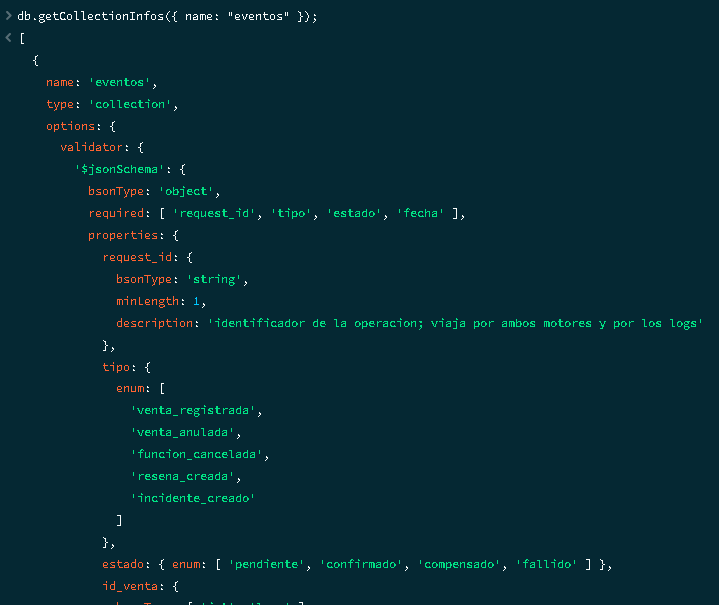 > db.getCollectionInfos({ name: "eventos" });
< [
{
name: 'eventos',
type: 'collection',
options: {
validator: {
'$jsonSchema': {
bsonType: 'object',
required: [ 'request_id', 'tipo', 'estado', 'fecha' ],
properties: {
request_id: {
bsonType: 'string',
minLength: 1,
description: 'identificador de la operacion; viaja por ambos motores y por los logs'
},
tipo: {
enum: [
'venta_registrada',
'venta_anulada',
'funcion_cancelada',
'resena_creada',
'incidente_creado'
]
},
estado: { enum: [ 'pendiente', 'confirmado', 'compensado', 'fallido' ] },
id_venta: {